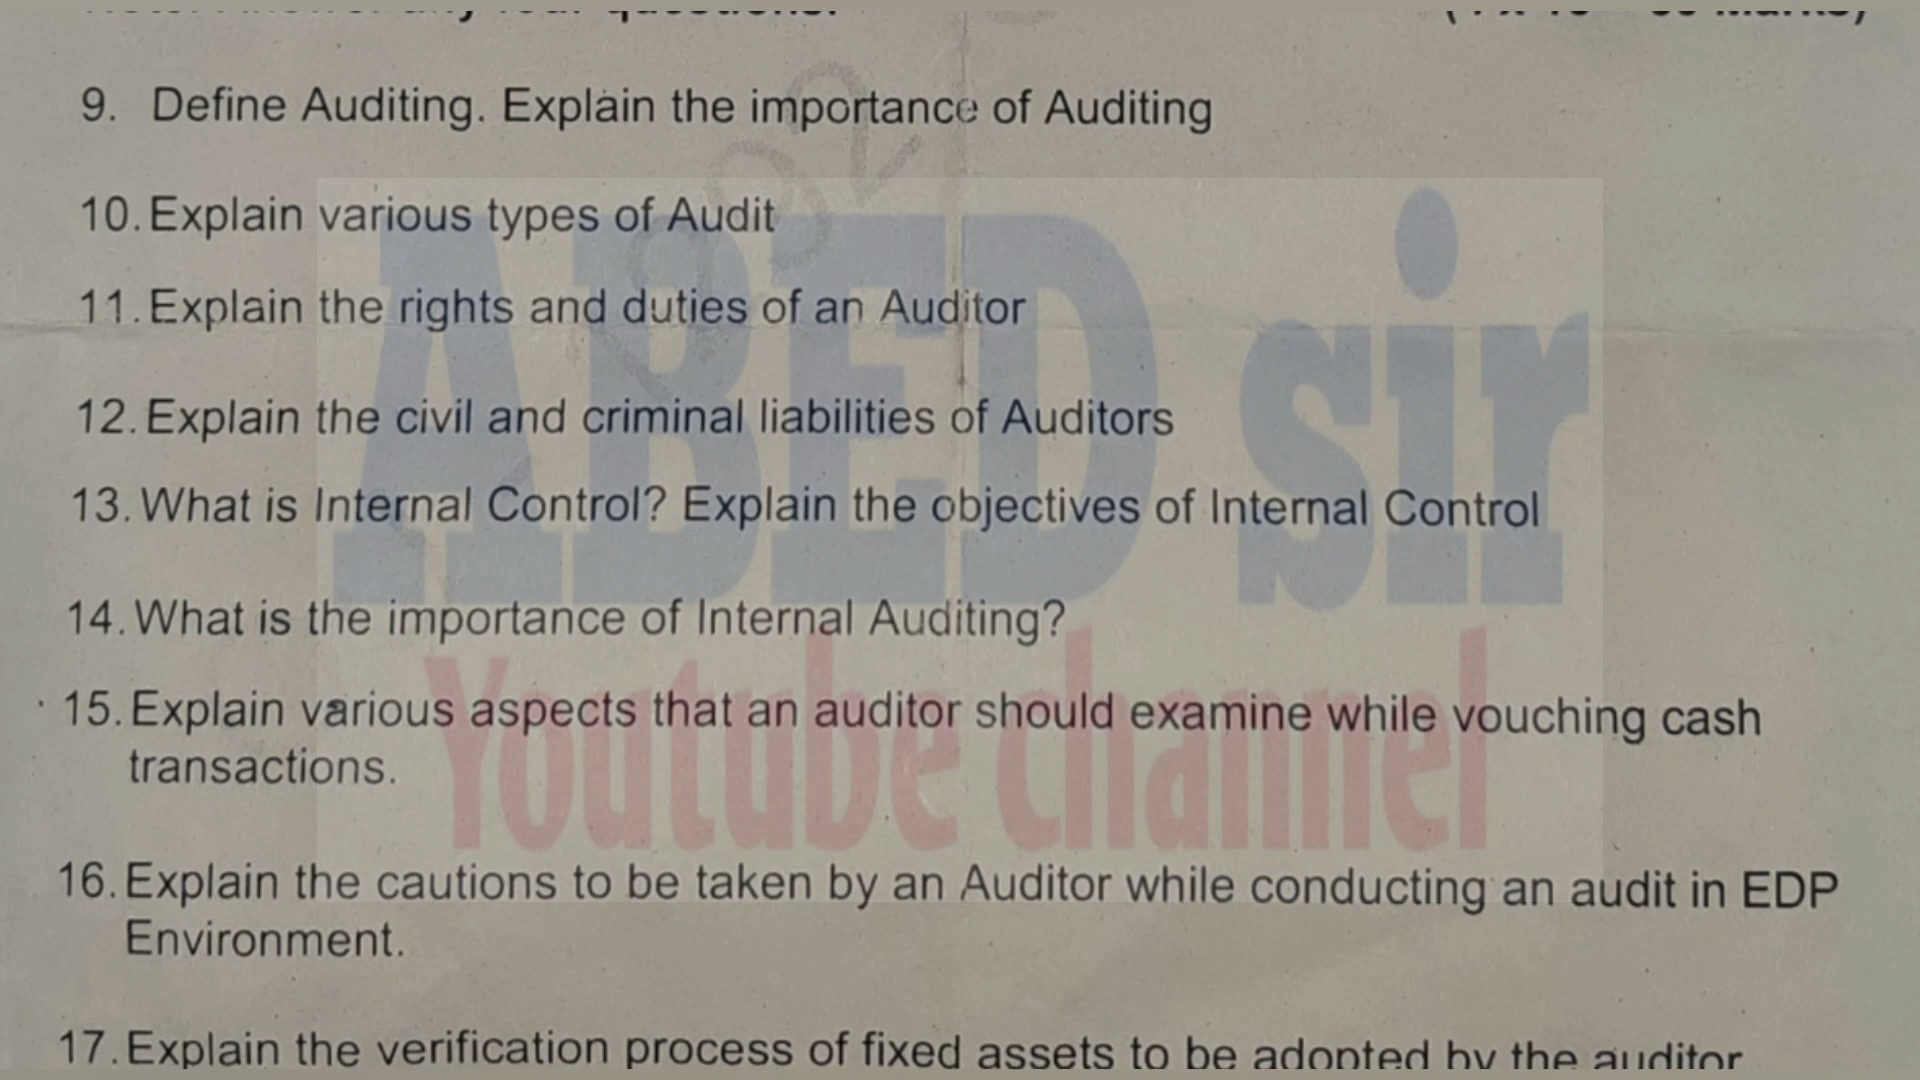 9. Define Auditing. Explain the importance of Auditing
10. Explain various types of Audit
11. Explain the rights and duties of an Auditor
12. Explain the civil and criminal liabilities of Auditors
13. What is Internal Control? Explain the objectives of Internal Control
14. What is the importance of Internal Auditing?
15. Explain various aspects that an auditor should examine while vouching cash
transactions.
16. Explain the cautions to be taken by an Auditor while conducting an audit in EDP
Environment.
17. Explain the verification process of fixed assets to be adopted by the auditor
ABED sir
Youtube channel